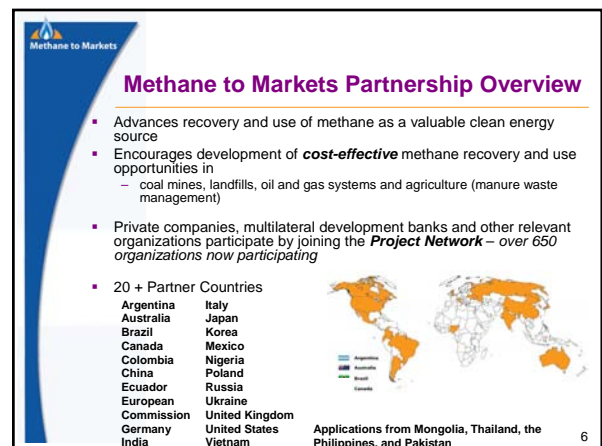 Methane to Markets
Methane to Markets Partnership Overview
Advances recovery and use of methane as a valuable clean energy
source
Encourages development of cost-effective methane recovery and use
opportunities in
– coal mines, landfills, oil and gas systems and agriculture (manure waste
management)
Private companies, multilateral development banks and other relevant
organizations participate by joining the Project Network – over 650
organizations now participating
20 + Partner Countries
Argentina
Australia
Brazil
Canada
Colombia
China
Ecuador
European
Commission
Germany
India
Italy
Japan
Korea
Mexico
Nigeria
Poland
Russia
Ukraine
United Kingdom
United States
Vietnam
Argentina
Australia
Brazil
Canada
Applications from Mongolia, Thailand, the
Philippines, and Pakistan
6